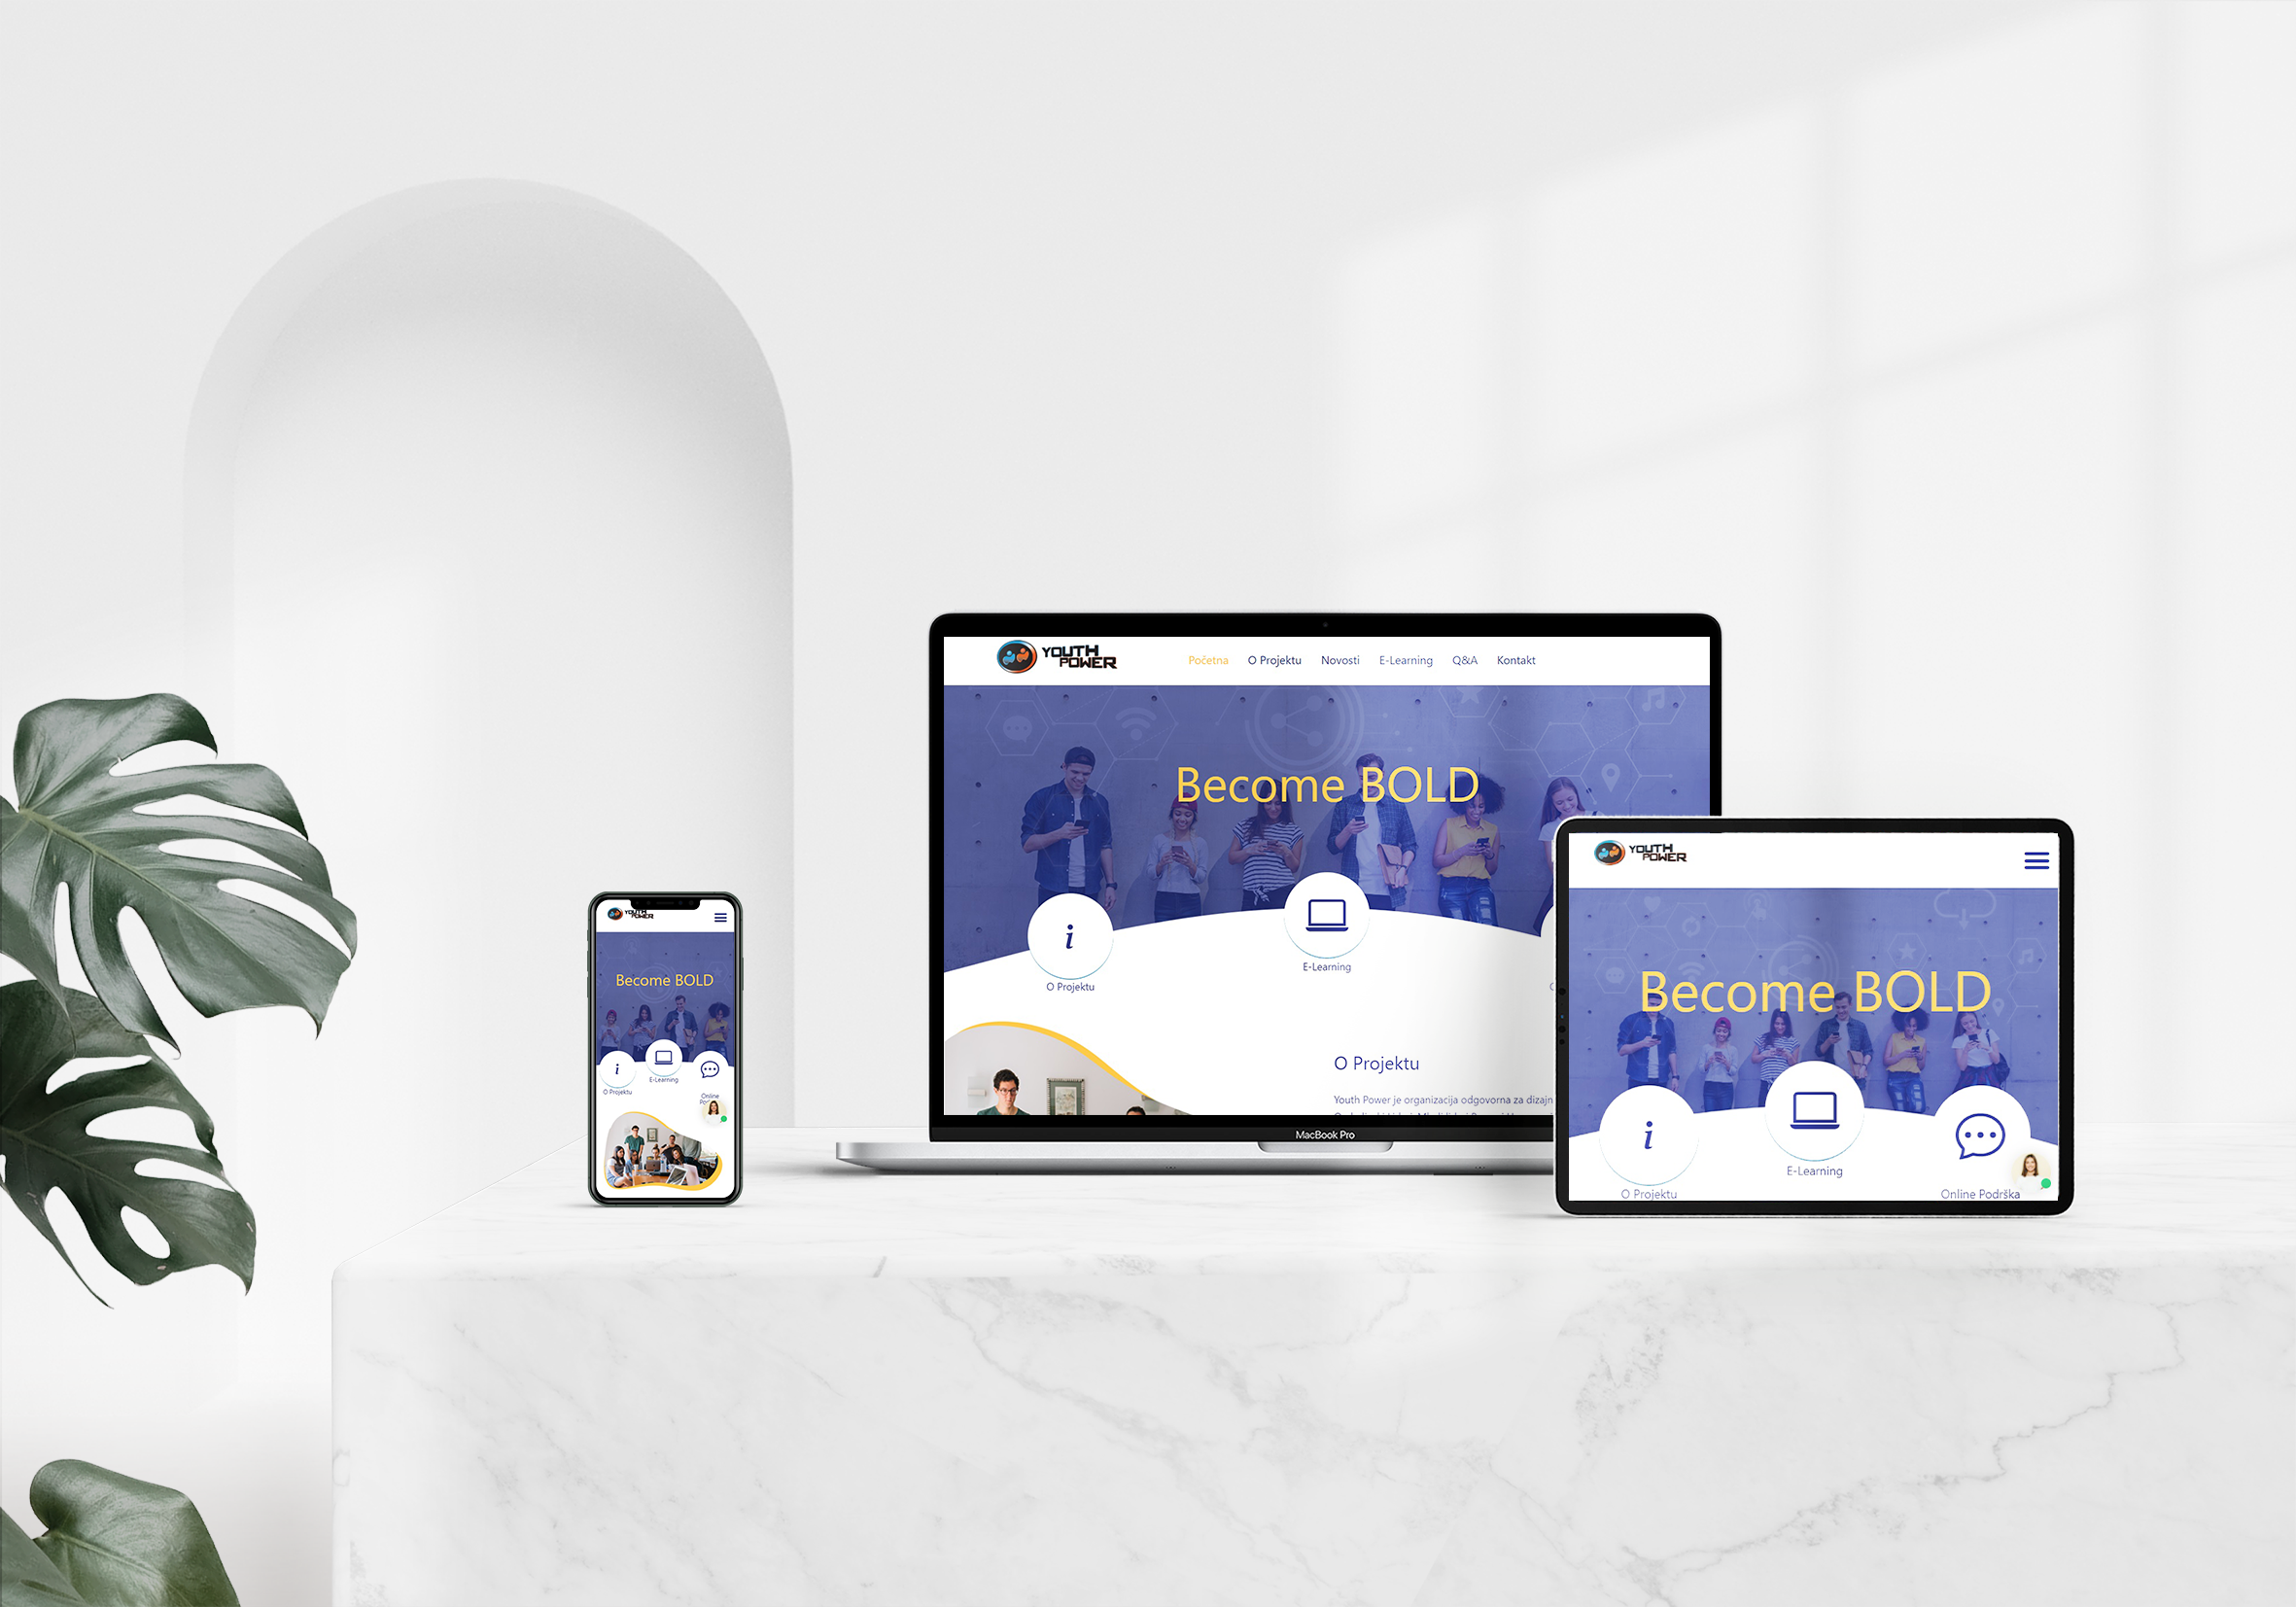 YOUTH
POWER
Početna
O Projektu
Novosti
E-Learning
Q&A
Kontakt
Become BOLD
i
O Projektu
E-Learning
O Projektu
Youth Power je organizacija odgovorna za dizajn
MacBook Pro
YOUTH
POWER
Become BOLD
i
O Projektu
E-Learning
Online
YOUTH
POWER
Become BOLD
i
O Projektu
E-Learning
Online Podrška